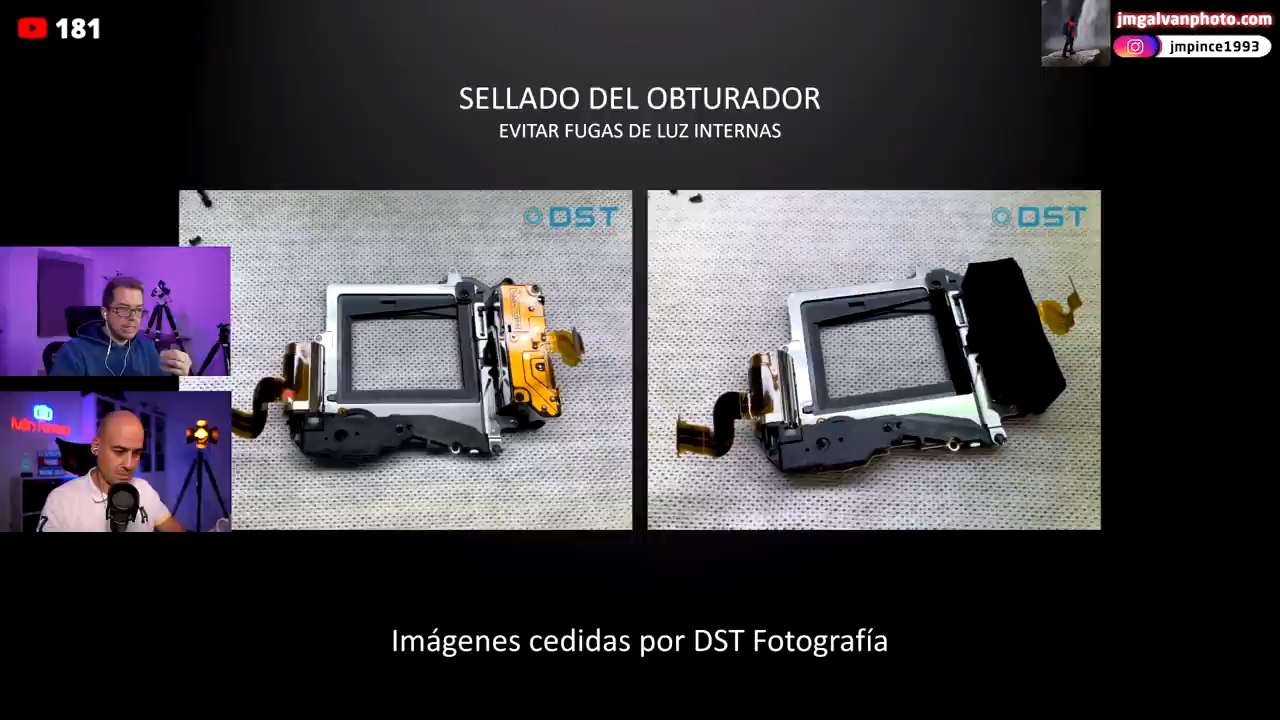 181
jmgalvanphoto.com
jmpince1993
SELLADO DEL OBTURADOR
EVITAR FUGAS DE LUZ INTERNAS
DST
DST
Imágenes cedidas por DST Fotografía